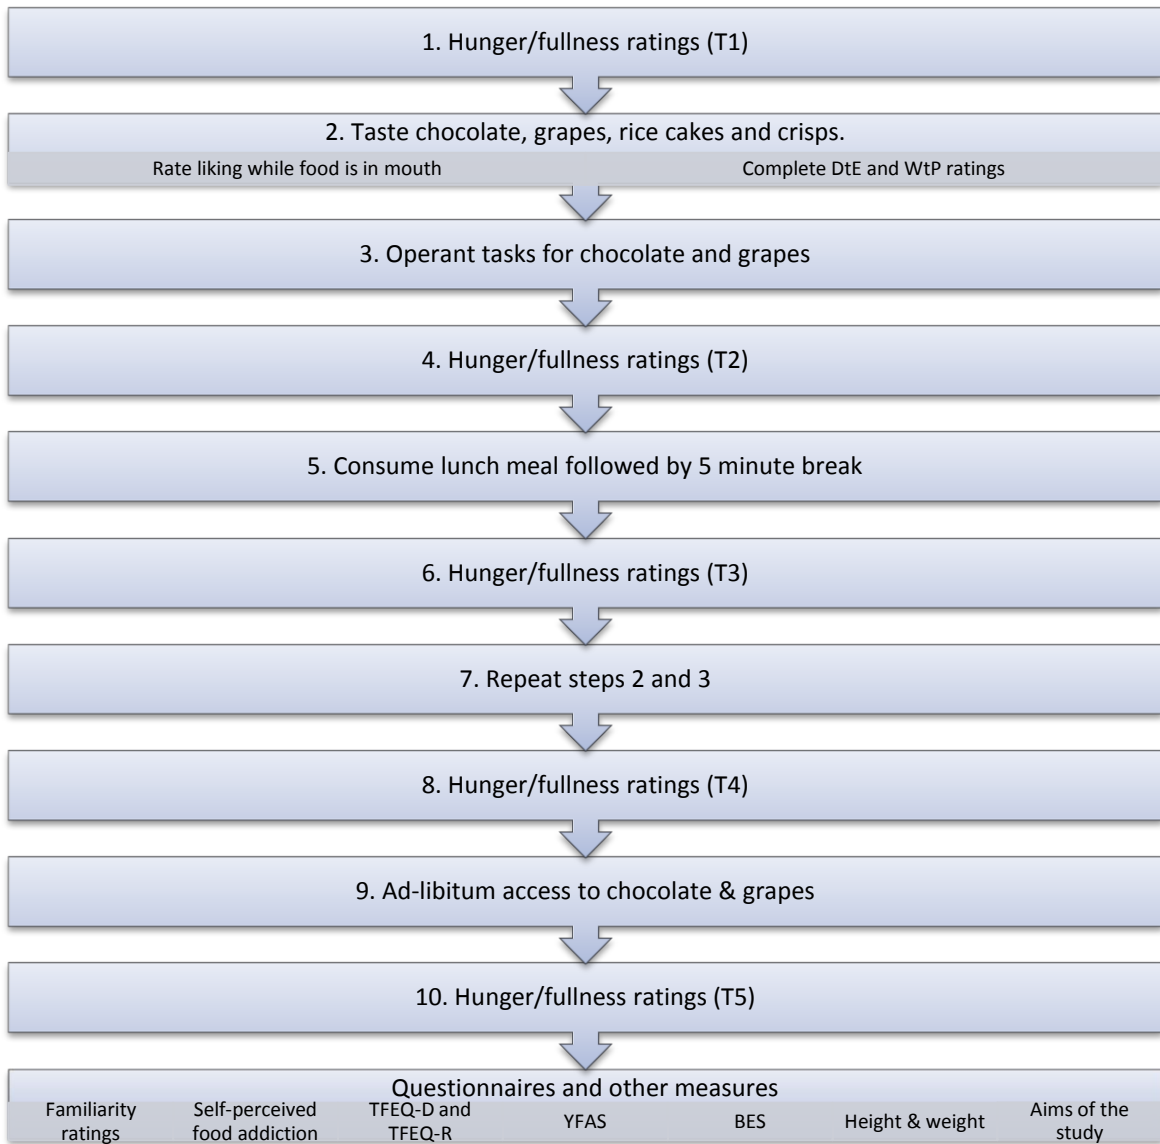 1. Hunger/fullness ratings (T1)
2. Taste chocolate, grapes, rice cakes and crisps.
Rate liking while food is in mouth
Complete DtE and WtP ratings
3. Operant tasks for chocolate and grapes
4. Hunger/fullness ratings (T2)
5. Consume lunch meal followed by 5 minute break
6. Hunger/fullness ratings (T3)
7. Repeat steps 2 and 3
8. Hunger/fullness ratings (T4)
9. Ad-libitum access to chocolate & grapes
10. Hunger/fullness ratings (T5)
Questionnaires and other measures
Familiarity
ratings
Self-perceived
food addiction
TFEQ-D and
TFEQ-R
YFAS
BES
Height & weight
Aims of the
study